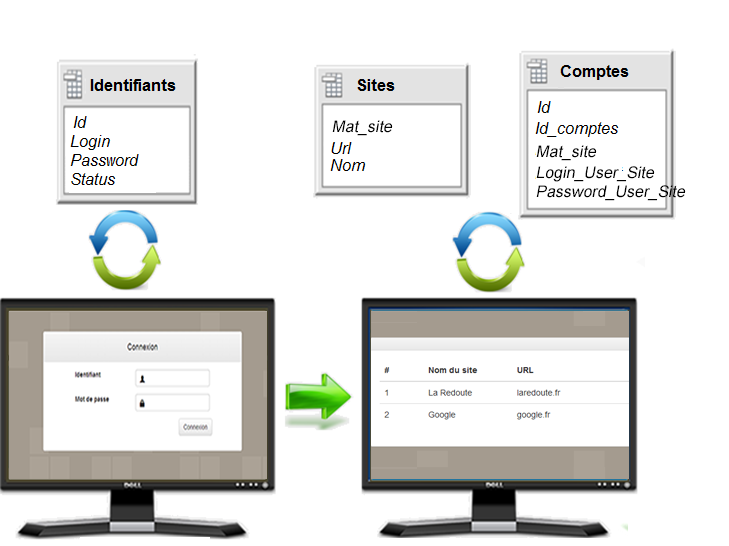 Identifiants
Id
Login
Password
Status
Sites
Mat_site
Url
Nom
Comptes
Id
Id_comptes
Mat_site
Login_User_Site
Password_User_Site
Connexion
Identifiant
Mot de passe
Connexion
DELL
# Nom du site URL
1 La Redoute laredoute.fr
2 Google google.fr
DELL